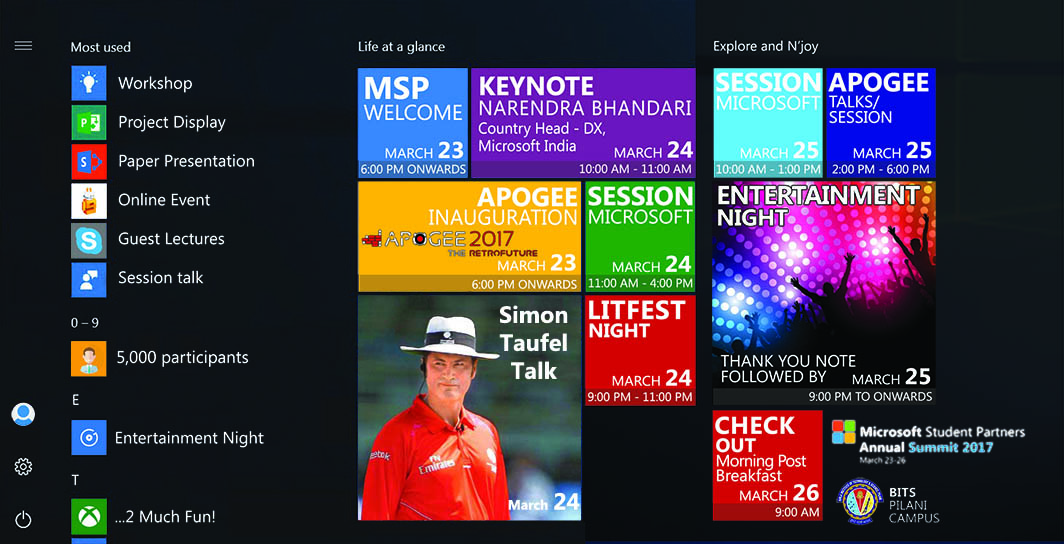 Most used
Workshop
Project Display
Paper Presentation
Online Event
Guest Lectures
Session talk
0 – 9
5,000 participants
E
Entertainment Night
T
...2 Much Fun!
Life at a glance
MSP
WELCOME
MARCH 23
6:00 PM ONWARDS
KEYNOTE
NARENDRA BHANDARI
Country Head - DX,
Microsoft India
MARCH 24
10:00 AM - 11:00 AM
APOGEE
INAUGURATION
APOGEE 2017
THE RETROFUTURE
MARCH 23
6:00 PM ONWARDS
SESSION
MICROSOFT
MARCH 24
11:00 AM - 4:00 PM
Simon
Taufel
Talk
Fly
Emirates
March 24
LITFEST
NIGHT
MARCH 24
9:00 PM - 11:00 PM
Explore and N'joy
SESSION
MICROSOFT
MARCH 25
10:00 AM - 1:00 PM
APOGEE
TALKS/
SESSION
MARCH 25
2:00 PM - 6:00 PM
ENTERTAINMENT
NIGHT
THANK YOU NOTE
FOLLOWED BY MARCH 25
9:00 PM TO ONWARDS
CHECK
OUT
Morning Post
Breakfast
MARCH 26
9:00 AM
Microsoft Student Partners
Annual Summit 2017
March 23-26
BITS
PILANI
CAMPUS